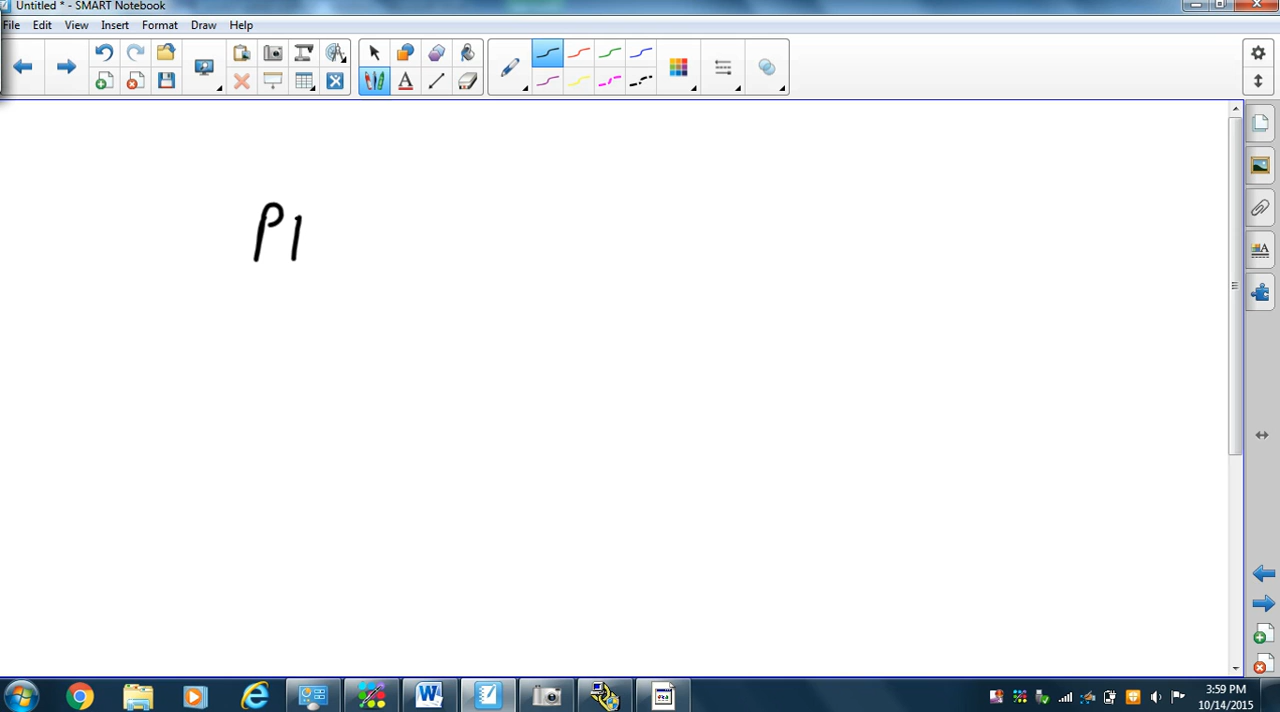 Untitled * - SMART Notebook
File Edit View Insert Format Draw Help
A
A
P1
3:59 PM
10/14/2015